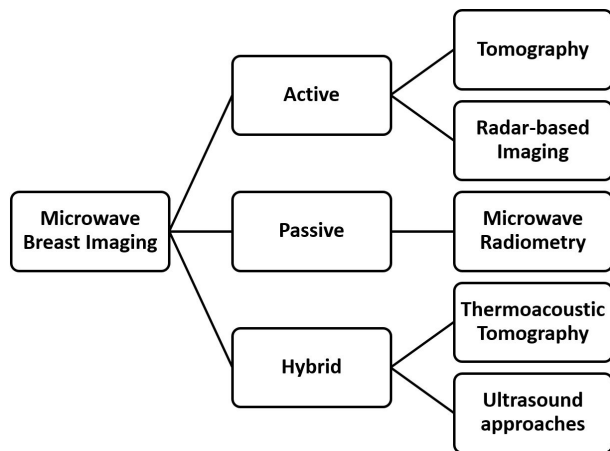 Microwave
Breast Imaging
Active
Tomography
Radar-based
Imaging
Passive
Microwave
Radiometry
Hybrid
Thermoacoustic
Tomography
Ultrasound
approaches